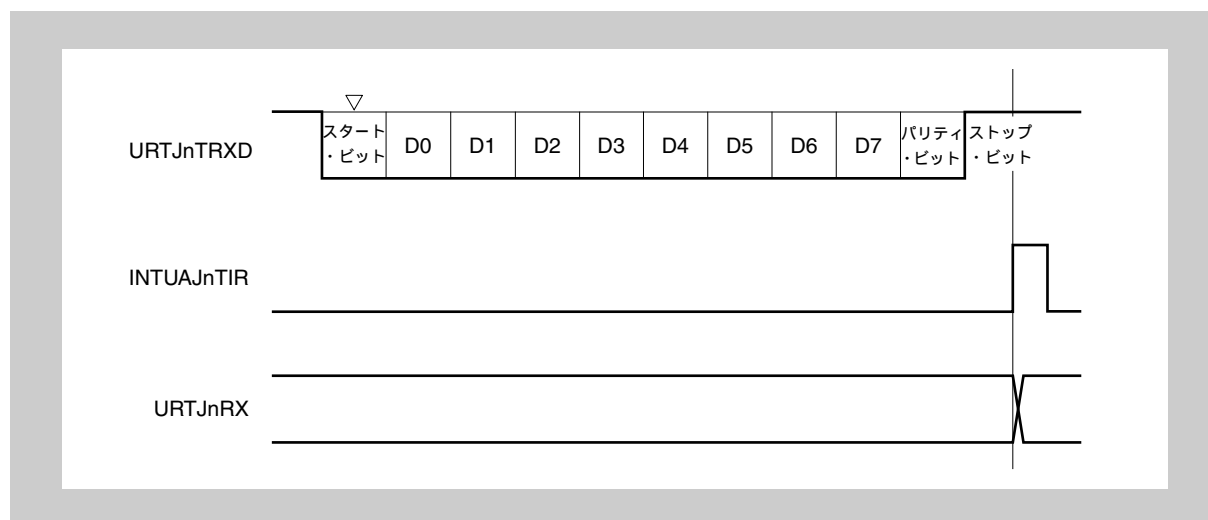 URTJnTRXD
スタート
・ビット
D0
D1
D2
D3
D4
D5
D6
D7
パリティ
・ビット
ストップ
・ビット
INTUAJnTIR
URTJnRX